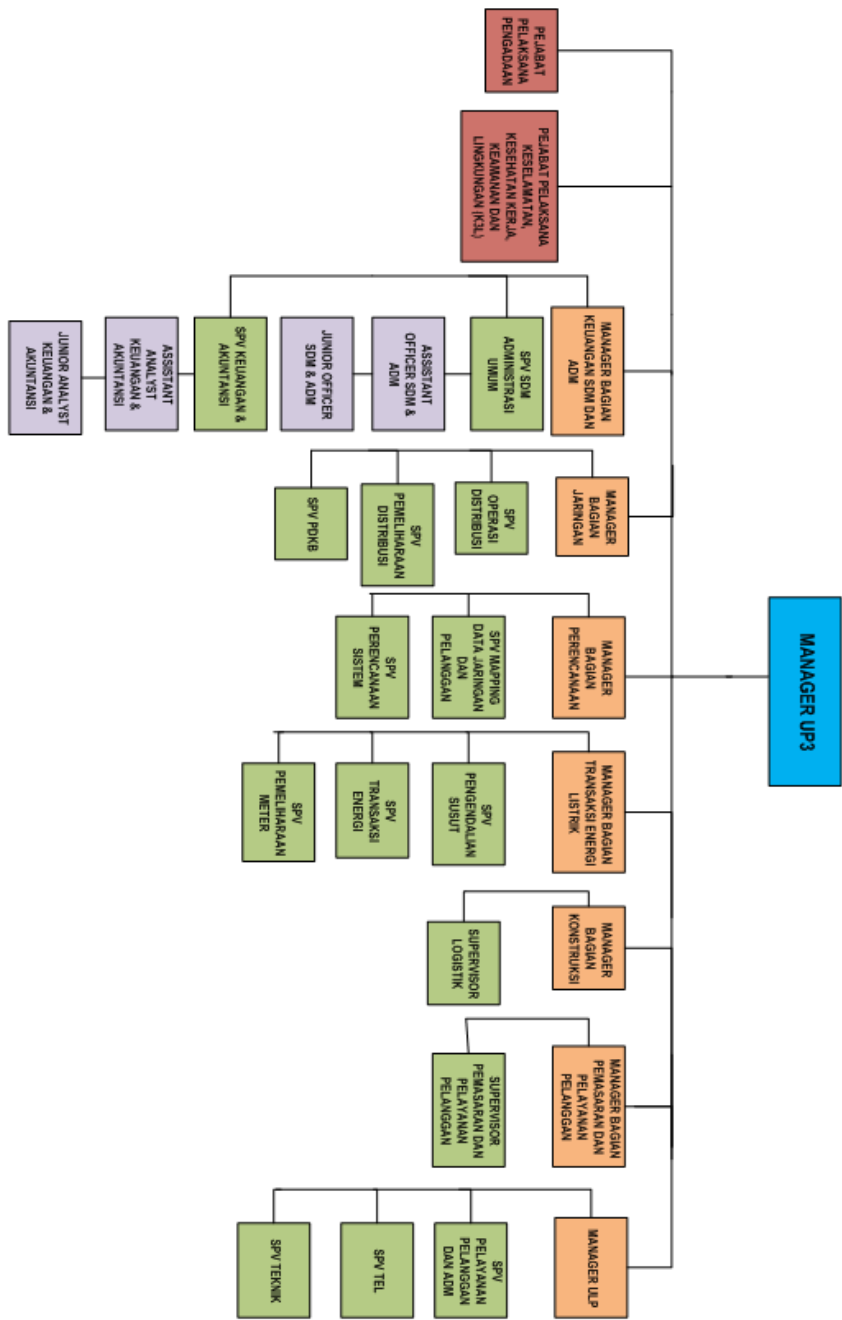 MANAGER UP3
PEJABAT
PELAKSANA
PENGADAAN
PEJABAT PELAKSANA
KESELAMATAN,
KESEHATAN KERJA,
KEAMANAN DAN
LINGKUNGAN (K3L)
MANAGER BAGIAN
KEUANGAN SDM DAN
ADM
SPV SDM
ADMINISTRASI
UMUM
ASSISTANT
OFFICER SDM &
ADM
JUNIOR OFFICER
SDM & ADM
SPV KEUANGAN &
AKUNTANSI
ASSISTANT
ANALYST
KEUANGAN &
AKUNTANSI
JUNIOR ANALYST
KEUANGAN &
AKUNTANSI
MANAGER
BAGIAN
JARINGAN
SPV
OPERASI
DISTRIBUSI
SPV
PEMELIHARAAN
DISTRIBUSI
SPV PDKB
MANAGER
BAGIAN
PERENCANAAN
SPV MAPPING
DATA JARINGAN
DAN
PELANGGAN
SPV
PERENCANAAN
SISTEM
MANAGER BAGIAN
TRANSAKSI ENERGI
LISTRIK
SPV
PENGENDALIAN
SUSUT
SPV
TRANSAKSI
ENERGI
SPV
PEMELIHARAAN
METER
MANAGER
BAGIAN
KONSTRUKSI
SUPERVISOR
LOGISTIK
MANAGER BAGIAN
PEMASARAN DAN
PELAYANAN
PELANGGAN
SUPERVISOR
PEMASARAN DAN
PELAYANAN
PELANGGAN
MANAGER ULP
SPV
PELAYANAN
PELANGGAN
DAN ADM
SPV TEL
SPV TEKNIK